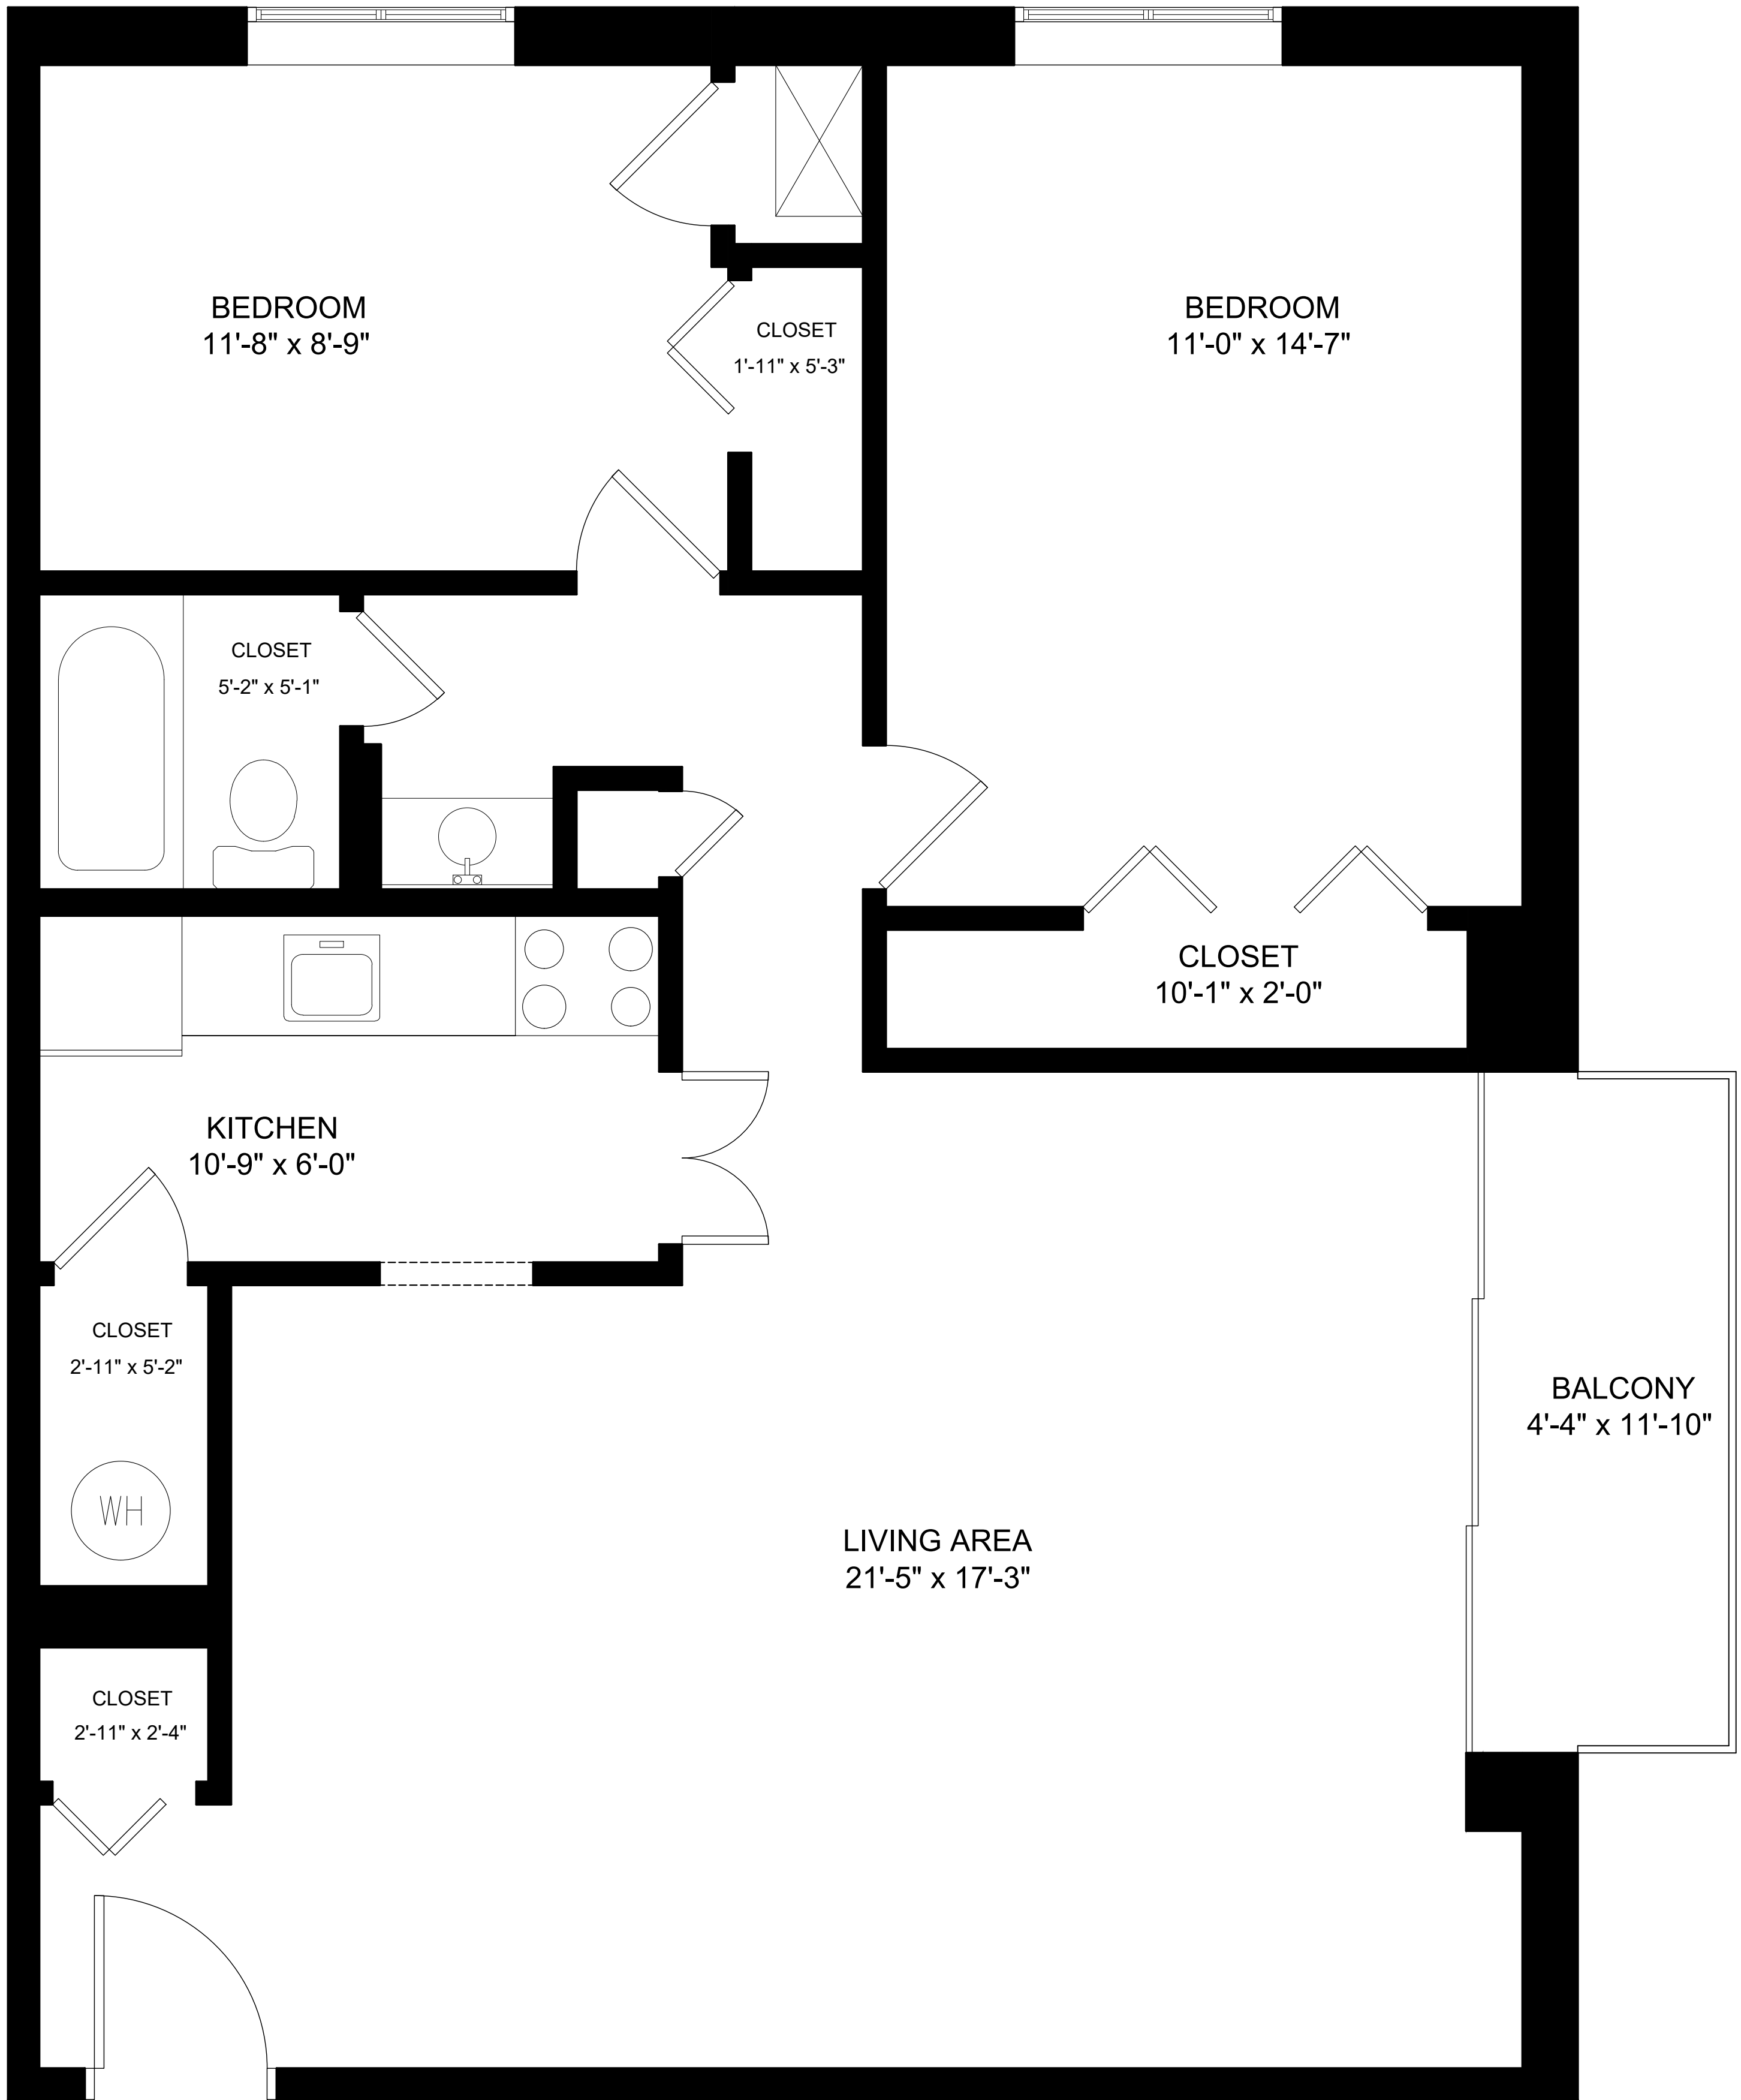 BEDROOM
11'-8" x 8'-9"
CLOSET
1'-11" x 5'-3"
BEDROOM
11'-0" x 14'-7"
CLOSET
5'-2" x 5'-1"
CLOSET
10'-1" x 2'-0"
KITCHEN
10'-9" x 6'-0"
CLOSET
2'-11" x 5'-2"
WH
BALCONY
4'-4" x 11'-10"
LIVING AREA
21'-5" x 17'-3"
CLOSET
2'-11" x 2'-4"